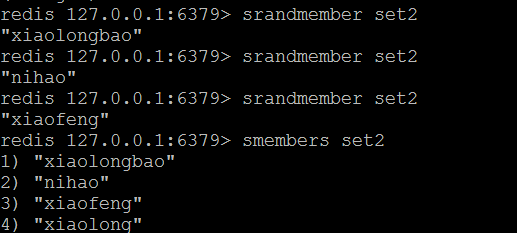 redis 127.0.0.1:6379> srandmember set2
"xiaolongbao"
redis 127.0.0.1:6379> srandmember set2
"nihao"
redis 127.0.0.1:6379> srandmember set2
"xiaofeng"
redis 127.0.0.1:6379> smembers set2
1) "xiaolongbao"
2) "nihao"
3) "xiaofeng"
4) "xiaolong"